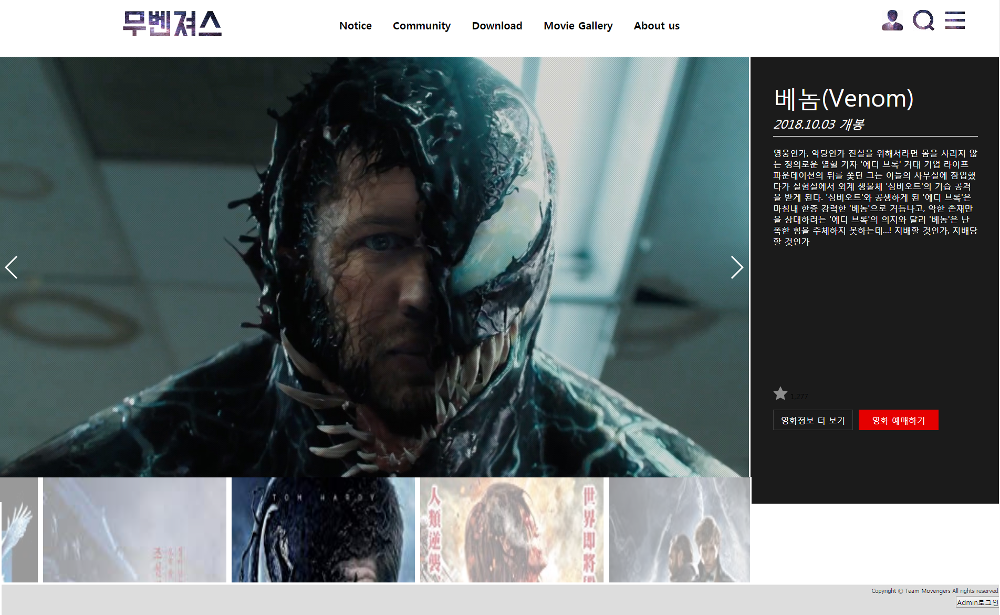 무벤져스
Notice Community Download Movie Gallery About us
베놈(Venom)
2018.10.03 개봉
영웅인가, 악당인가 진실을 위해서라면 몸을 사리지 않
는 정의로운 열혈 기자 '에디 브록' 거대 기업 라이프
파운데이션의 뒤를 쫓던 그는 이들의 사무실에 잠입했
다가 실험실에서 외계 생물체 '심비오트'의 기습 공격
을 받게 된다. '심비오트'와 공생하게 된 '에디 브록'은
마침내 한층 강력한 '베놈'으로 거듭나고, 악한 존재만
을 상대하려는 '에디 브록'의 의지와 달리 '베놈'은 난
폭한 힘을 주체하지 못하는데...! 지배할 것인가, 지배당
할 것인가
1,277
영화정보 더 보기 영화 예매하기
TOM HARDY
人類逆襲
世界即將
Copyright © Team Movengers All rights reserved
Admin로그인